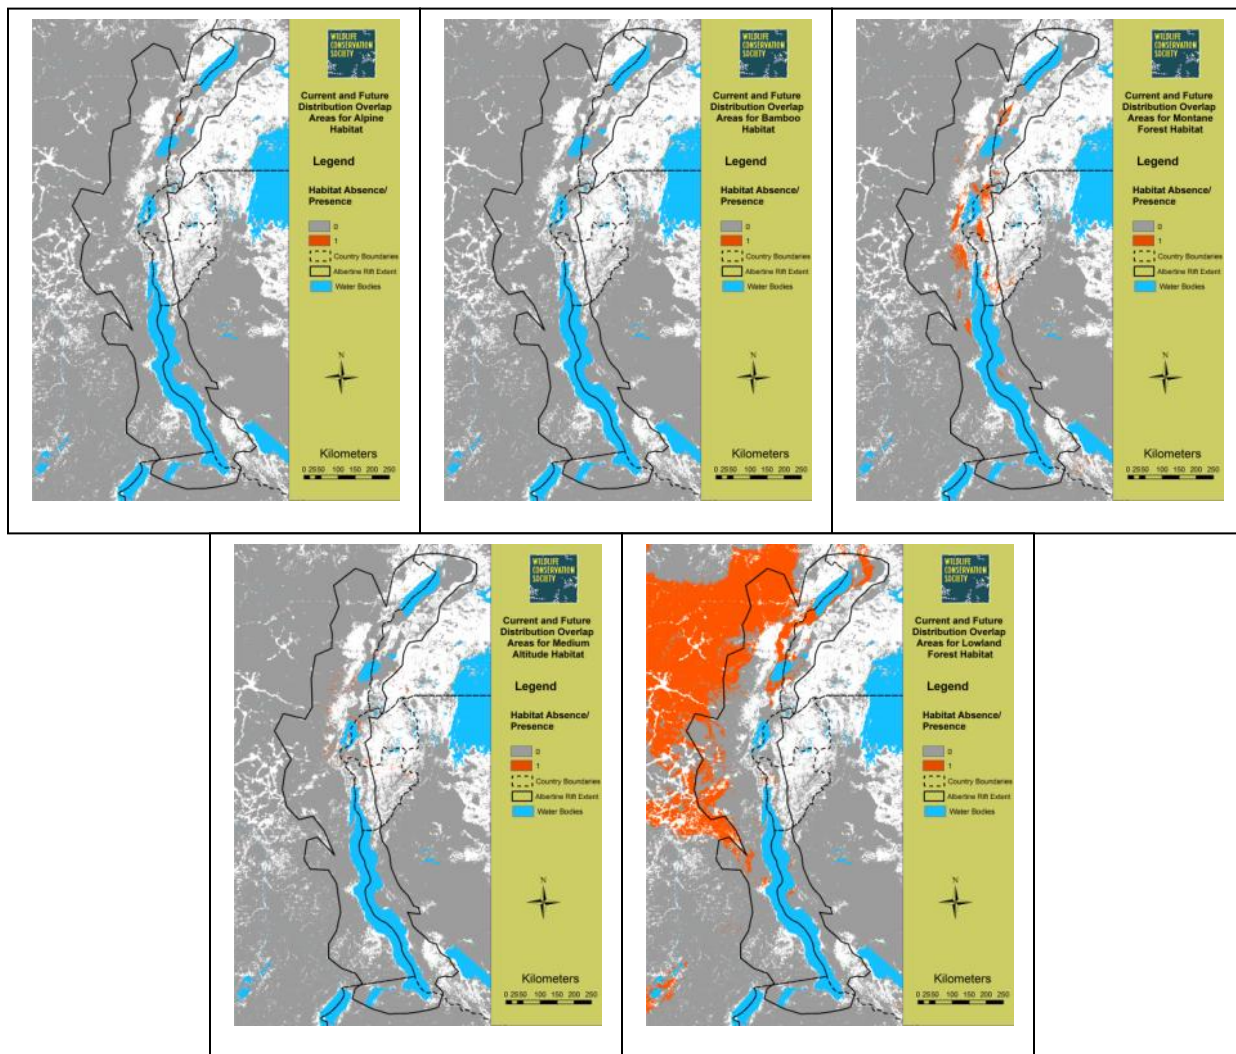 WILDLIFE
CONSERVATION
SOCIETY
Current and Future
Distribution Overlap
Areas for Alpine
Habitat
Legend
Habitat Absence/
Presence
0
1
Country Boundaries
Albertine Rift Extent
Water Bodies
N
Kilometers
0 25 50 100 150 200 250
WILDLIFE
CONSERVATION
SOCIETY
Current and Future
Distribution Overlap
Areas for Bamboo
Habitat
Legend
Habitat Absence/
Presence
0
1
Country Boundaries
Albertine Rift Extent
Water Bodies
N
Kilometers
0 25 50 100 150 200 250
WILDLIFE
CONSERVATION
SOCIETY
Current and Future
Distribution Overlap
Areas for Montane
Forest Habitat
Legend
Habitat Absence/
Presence
0
1
Country Boundaries
Albertine Rift Extent
Water Bodies
N
Kilometers
0 25 50 100 150 200 250
WILDLIFE
CONSERVATION
SOCIETY
Current and Future
Distribution Overlap
Areas for Medium
Altitude Habitat
Legend
Habitat Absence/
Presence
0
1
Country Boundaries
Albertine Rift Extent
Water Bodies
N
Kilometers
0 25 50 100 150 200 250
WILDLIFE
CONSERVATION
SOCIETY
Current and Future
Distribution Overlap
Areas for Lowland
Forest Habitat
Legend
Habitat Absence/
Presence
0
1
Country Boundaries
Albertine Rift Extent
Water Bodies
N
Kilometers
0 25 50 100 150 200 250